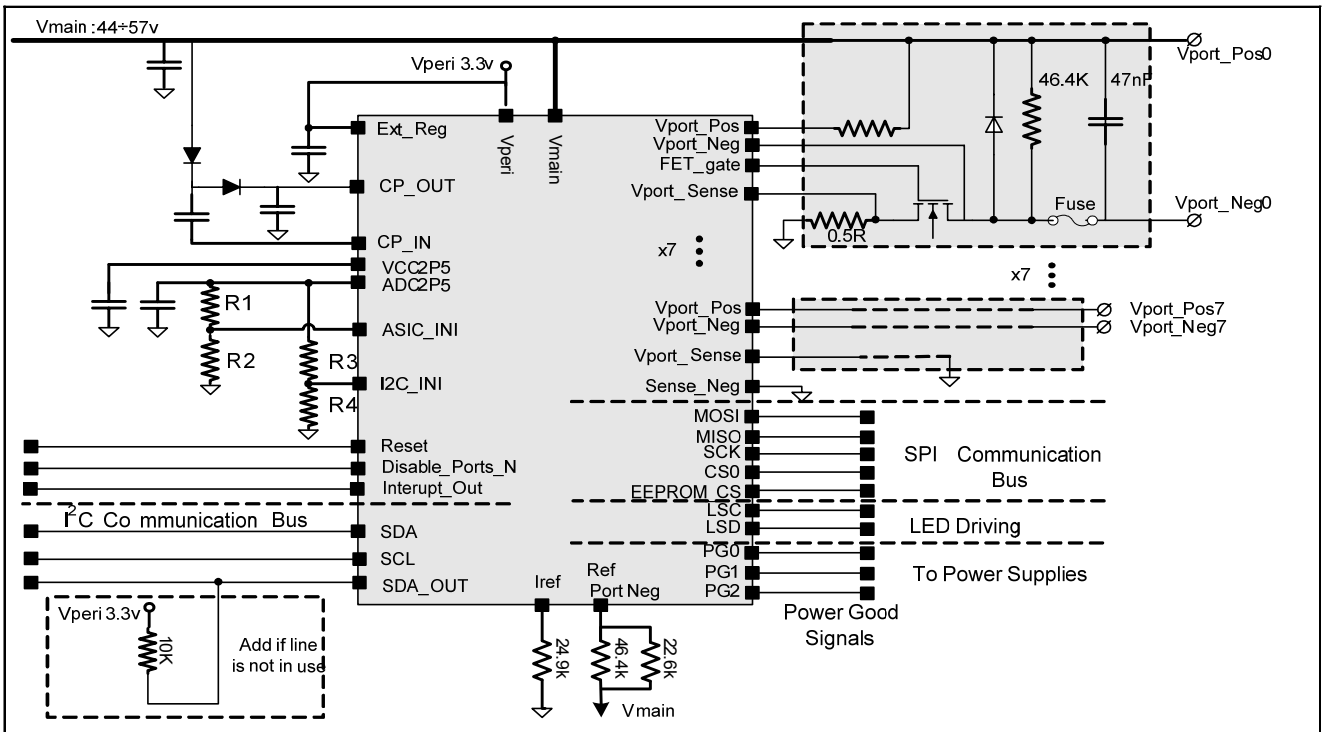 Vmain :44÷57v
Vport_Pos0
Vperi 3.3v
46.4K
47nF
Ext_Reg
Vperi
Vmain
Vport_Pos
Vport_Neg
FET_gate
Vport_Sense
CP_OUT
Fuse
Vport_Neg0
0.5R
CP_IN
x7
x7
VCC2P5
ADC2P5
R1
ASIC_INI
Vport_Pos
Vport_Neg
Vport_Pos7
Vport_Neg7
R2
R3
Vport_Sense
I2C_INI
Sense_Neg
R4
MOSI
Reset
MISO
SCK
SPI Communication
Bus
Disable_Ports_N
CS0
Interupt_Out
EEPROM_CS
I²C Co mmunication Bus
LSC
LSD
LED Driving
SDA
PG0
SCL
PG1
To Power Supplies
SDA_OUT
PG2
Iref
Ref
Port Neg
Power Good
Signals
Vperi 3.3v
10K
Add if line
is not in use
24.9k
46.4k
22.6k
Vmain